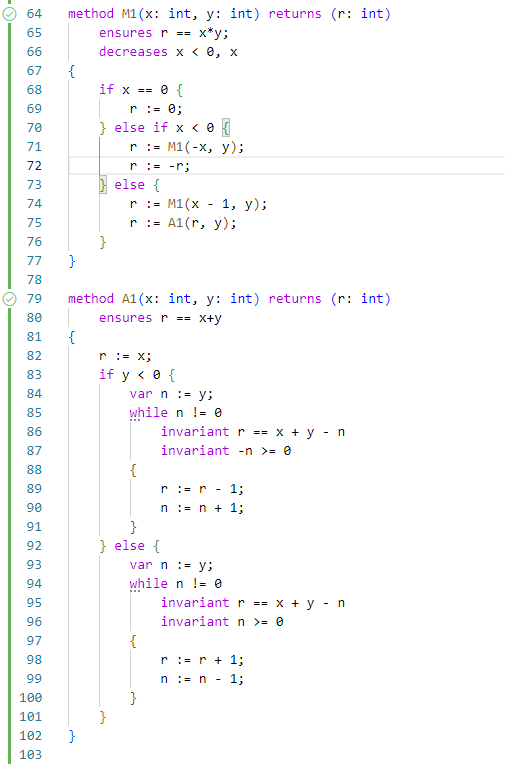 64 method M1(x: int, y: int) returns (r: int)
65     ensures r == x*y;
66     decreases x < 0, x
67 {
68     if x == 0 {
69         r := 0;
70     } else if x < 0 {
71         r := M1(-x, y);
72         r := -r;
73     } else {
74         r := M1(x - 1, y);
75         r := A1(r, y);
76     }
77 }
78
79 method A1(x: int, y: int) returns (r: int)
80     ensures r == x+y
81 {
82     r := x;
83     if y < 0 {
84         var n := y;
85         while n != 0
86             invariant r == x + y - n
87             invariant -n >= 0
88         {
89             r := r - 1;
90             n := n + 1;
91         }
92     } else {
93         var n := y;
94         while n != 0
95             invariant r == x + y - n
96             invariant n >= 0
97         {
98             r := r + 1;
99             n := n - 1;
100         }
101     }
102 }
103